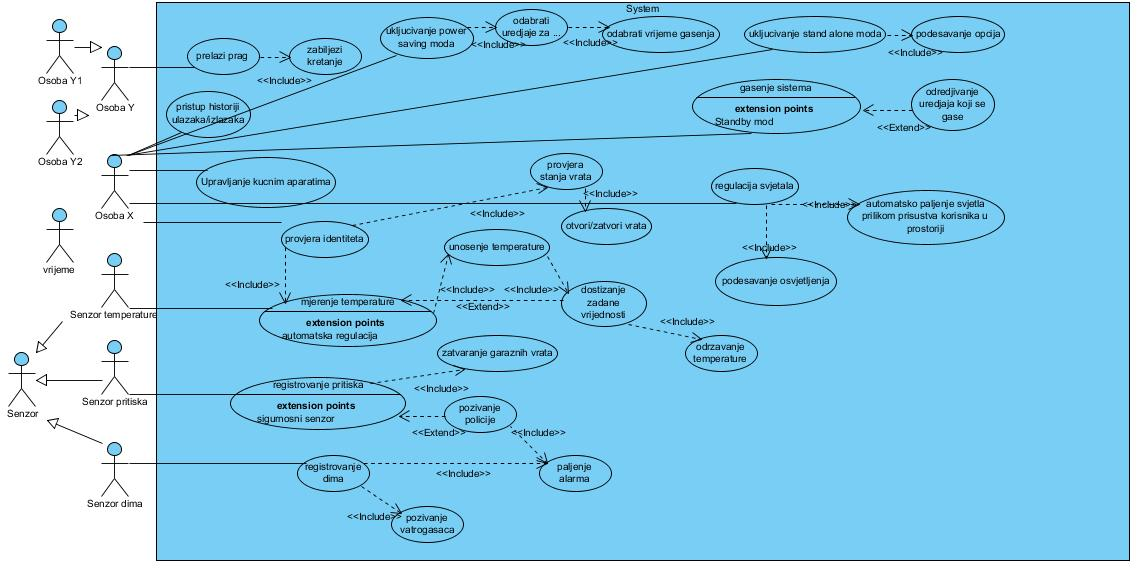 System
Osoba Y1
Osoba Y
Osoba Y2
Osoba X
vrijeme
Senzor temperature
Senzor
Senzor pritiska
Senzor dima
prelazi prag
<<Include>>
zabiljezi
kretanje
ukljucivanje power
saving moda
<<Include>>
odabrati
uredjaje za ...
<<Include>>
odabrati vrijeme gasenja
ukljucivanje stand alone moda
<<Include>>
podesavanje opcija
pristup historiji
ulazaka/izlazaka
gasenje sistema
extension points
Standby mod
<<Extend>>
odredjivanje
uredjaja koji se
gase
Upravljanje kucnim aparatima
provjera
stanja vrata
<<Include>>
<<Include>>
otvori/zatvori vrata
regulacija svjetala
<<Include>>
automatsko paljenje svjetla
prilikom prisustva korisnika u
prostoriji
<<Include>>
podesavanje osvjetljenja
provjera identiteta
<<Include>>
unosenje temperature
<<Include>>
<<Include>>
<<Extend>>
dostizanje
zadane
vrijednosti
mjerenje temperature
extension points
automatska regulacija
<<Include>>
odrzavanje
temperature
zatvaranje garaznih vrata
<<Include>>
registrovanje pritiska
extension points
sigurnosni senzor
<<Extend>>
pozivanje
policije
<<Include>>
registrovanje
dima
<<Include>>
paljenje
alarma
<<Include>>
pozivanje
vatrogasaca